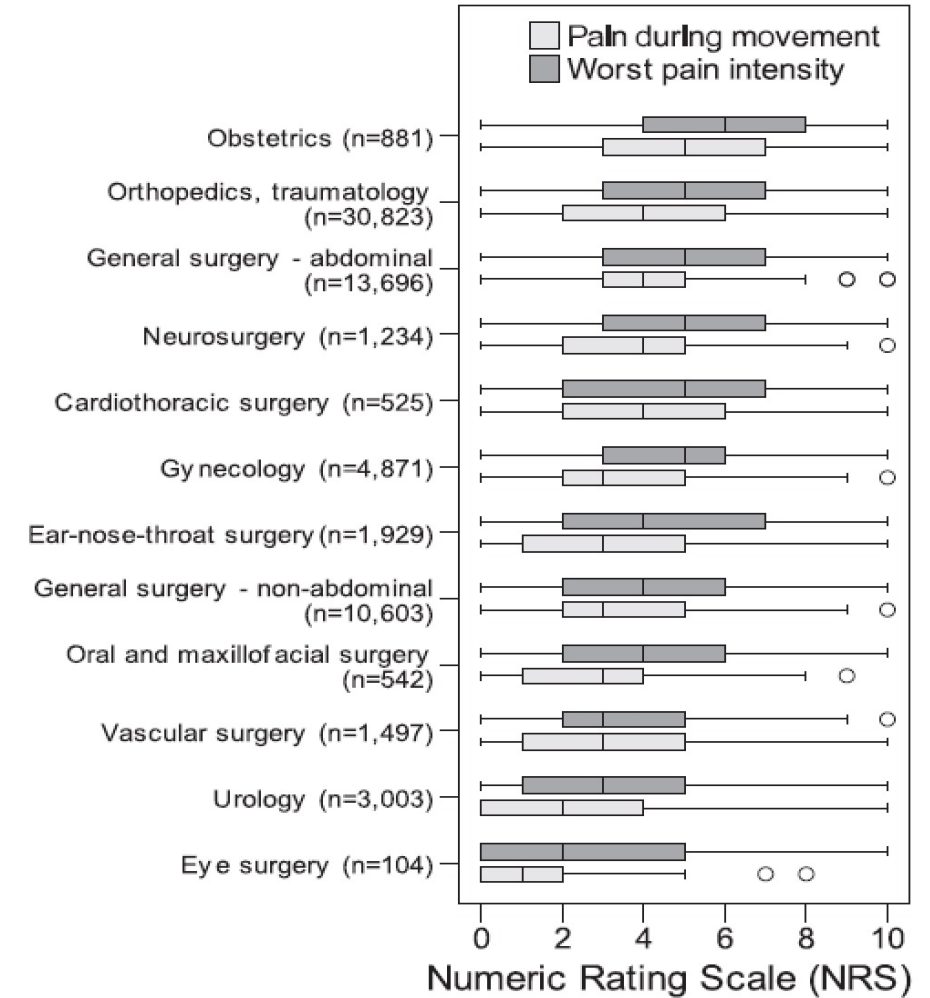 Pain during movement
Worst pain intensity
Obstetrics (n=881)
Orthopedics, traumatology
(n=30,823)
General surgery - abdominal
(n=13,696)
Neurosurgery (n=1,234)
Cardiothoracic surgery (n=525)
Gynecology (n=4,871)
Ear-nose-throat surgery (n=1,929)
General surgery - non-abdominal
(n=10,603)
Oral and maxillofacial surgery
(n=542)
Vascular surgery (n=1,497)
Urology (n=3,003)
Eye surgery (n=104)
0 2 4 6 8 10
Numeric Rating Scale (NRS)